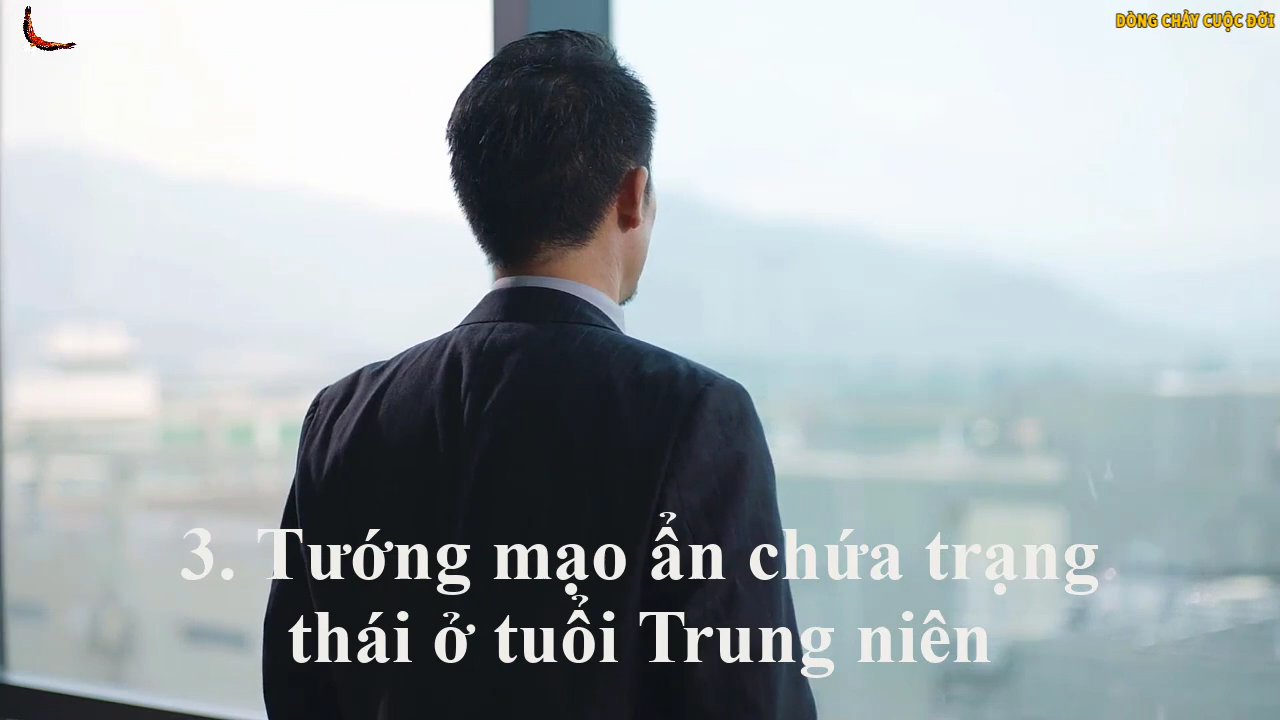 DÒNG CHẢY CUỘC ĐỜI
3. Tướng mạo ẩn chứa trạng
thái ở tuổi Trung niên